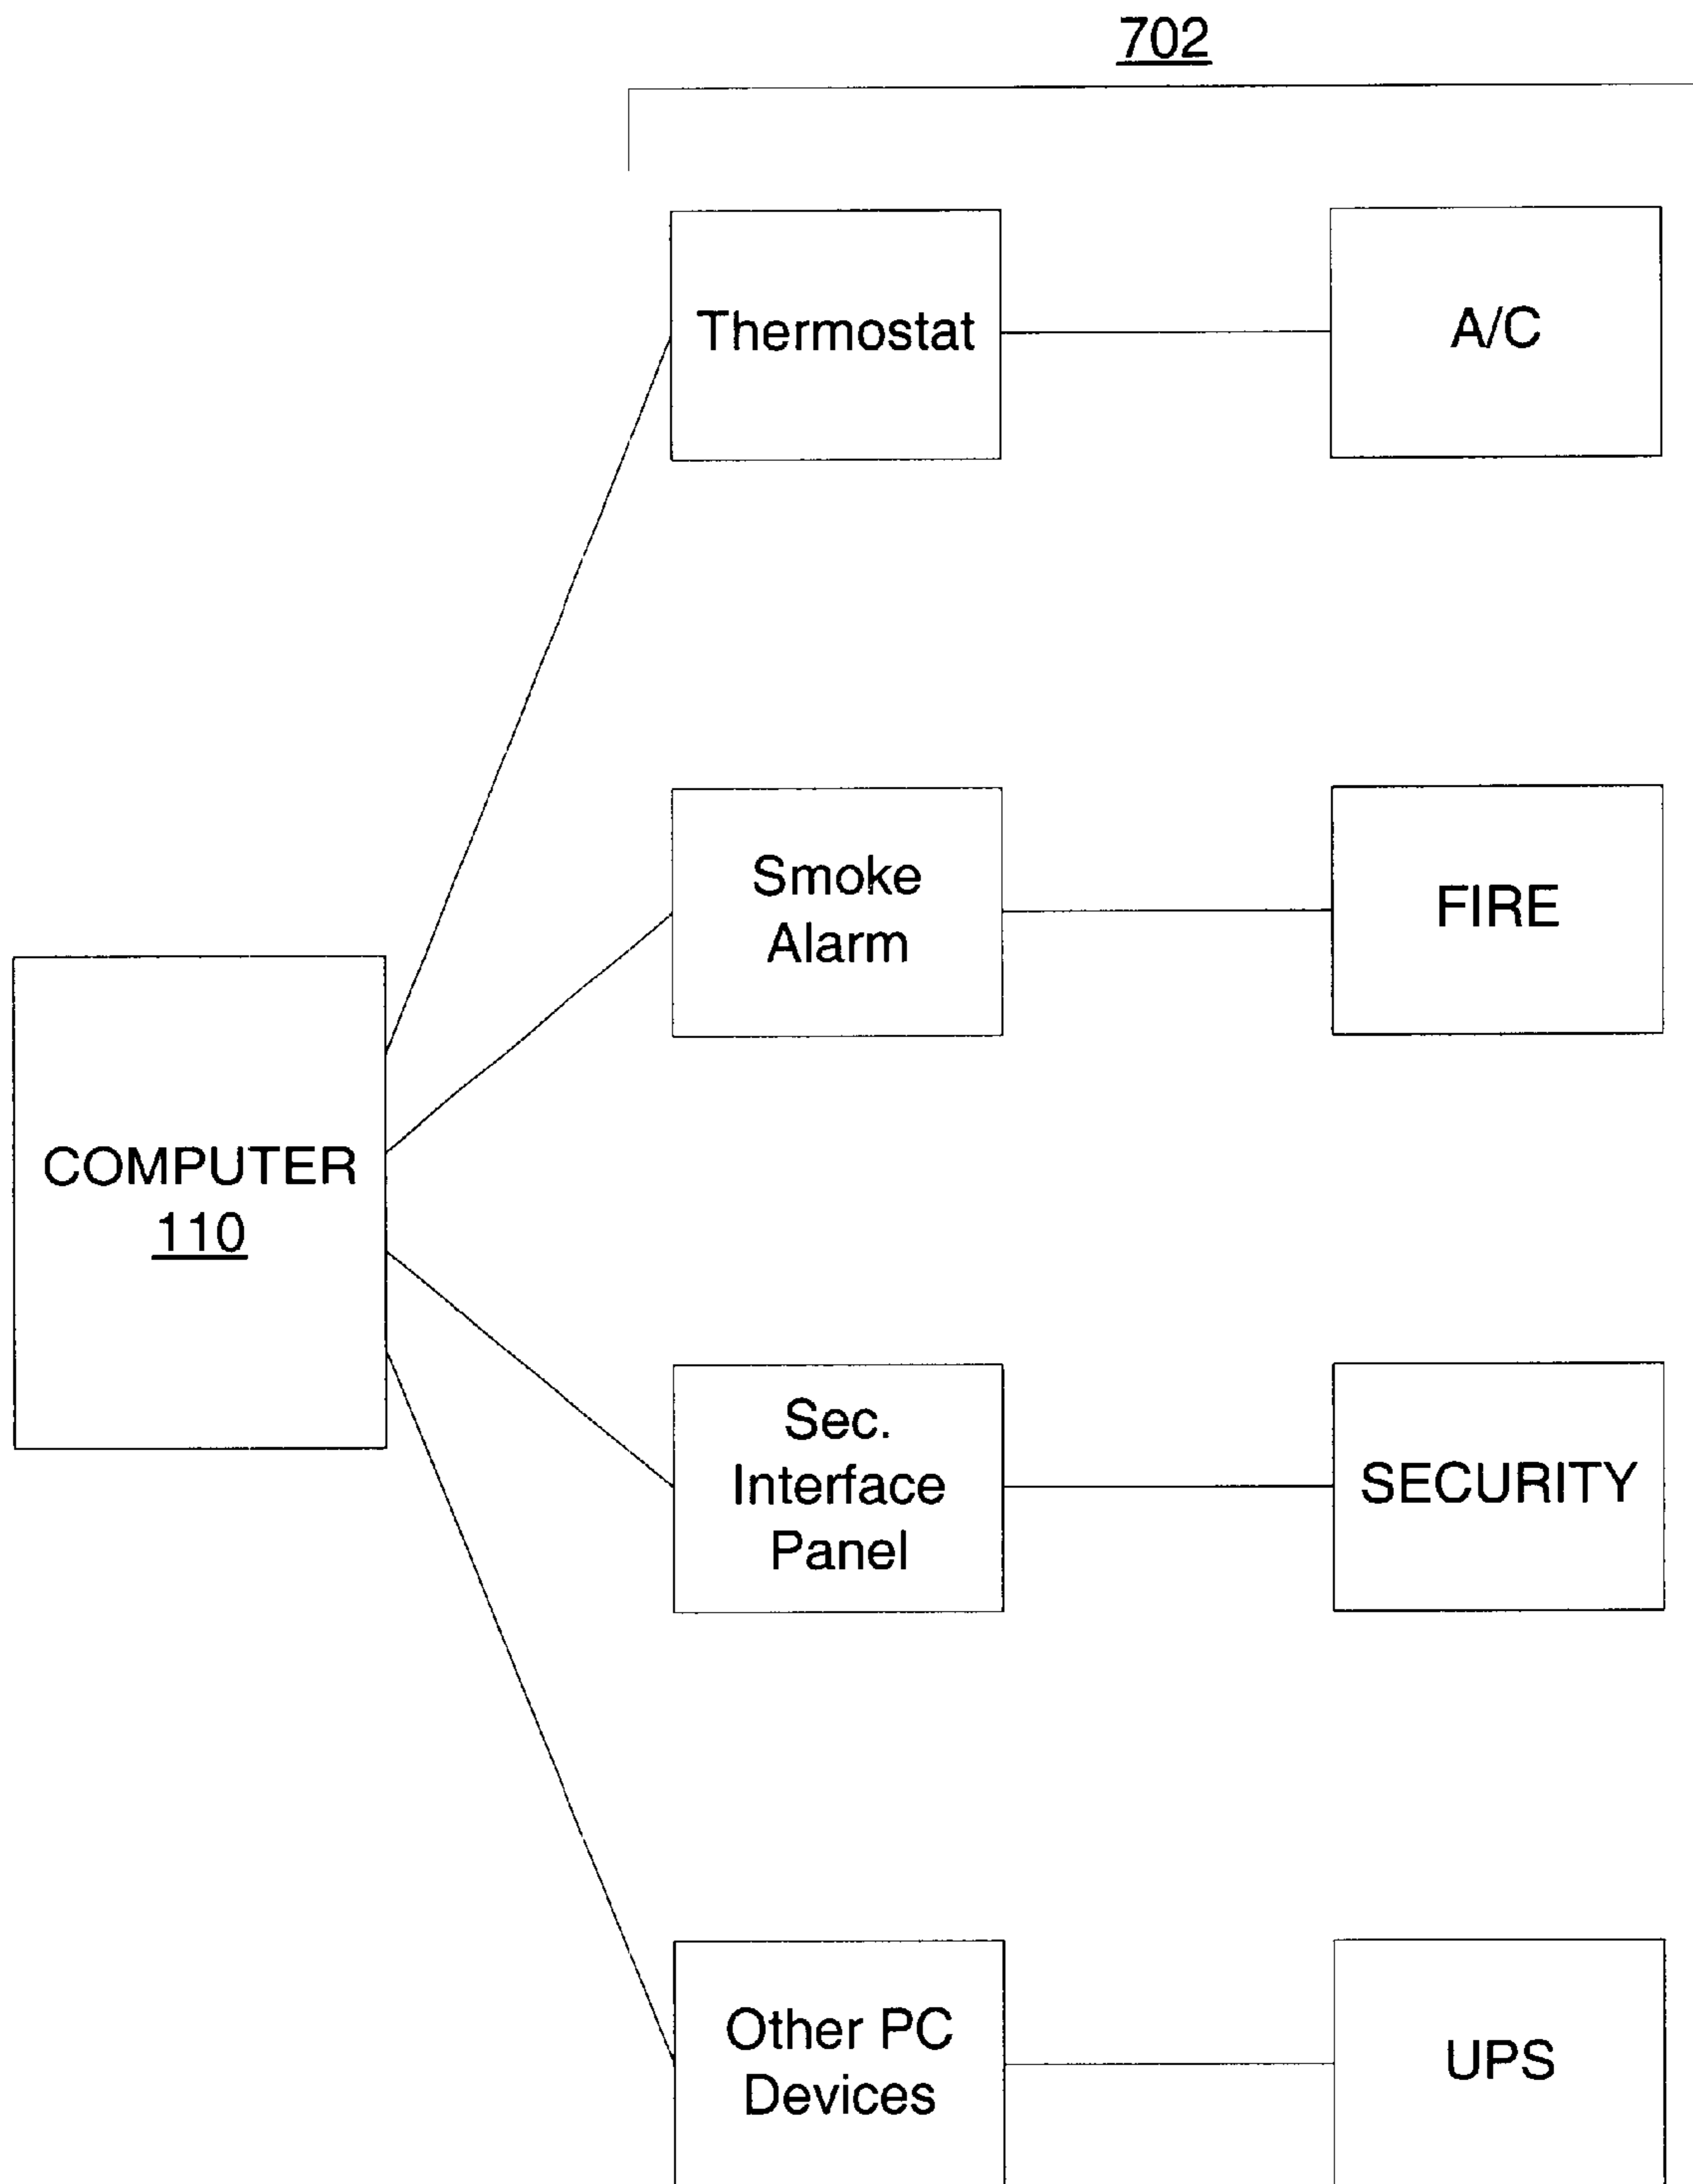 702
Thermostat
A/C
Smoke
Alarm
FIRE
COMPUTER
110
Sec.
Interface
Panel
SECURITY
Other PC
Devices
UPS